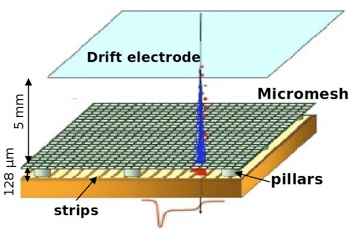 Drift electrode
Micromesh
5 mm
128 μm
pillars
strips